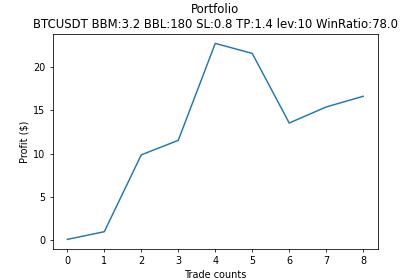 Portfolio
BTCUSDT BBM:3.2 BBL:180 SL:0.8 TP:1.4 lev:10 WinRatio:78.0
Profit ($)
20
15
10
5
0
0 1 2 3 4 5 6 7 8
Trade counts